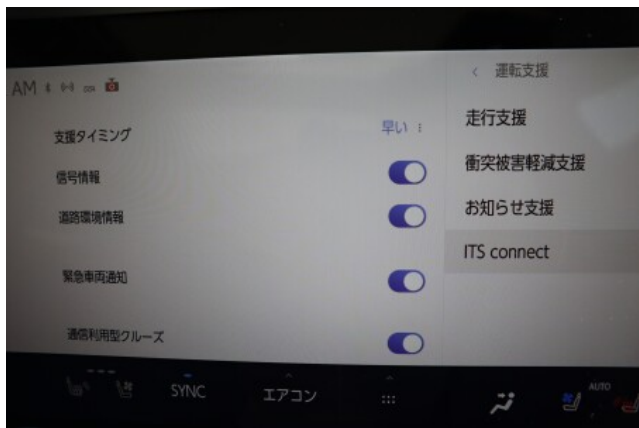 AM
支援タイミング
早い
信号情報
道路環境情報
緊急車両通知
通信利用型クルーズ
運転支援
走行支援
衝突被害軽減支援
お知らせ支援
ITS connect
SYNC
エアコン
AUTO